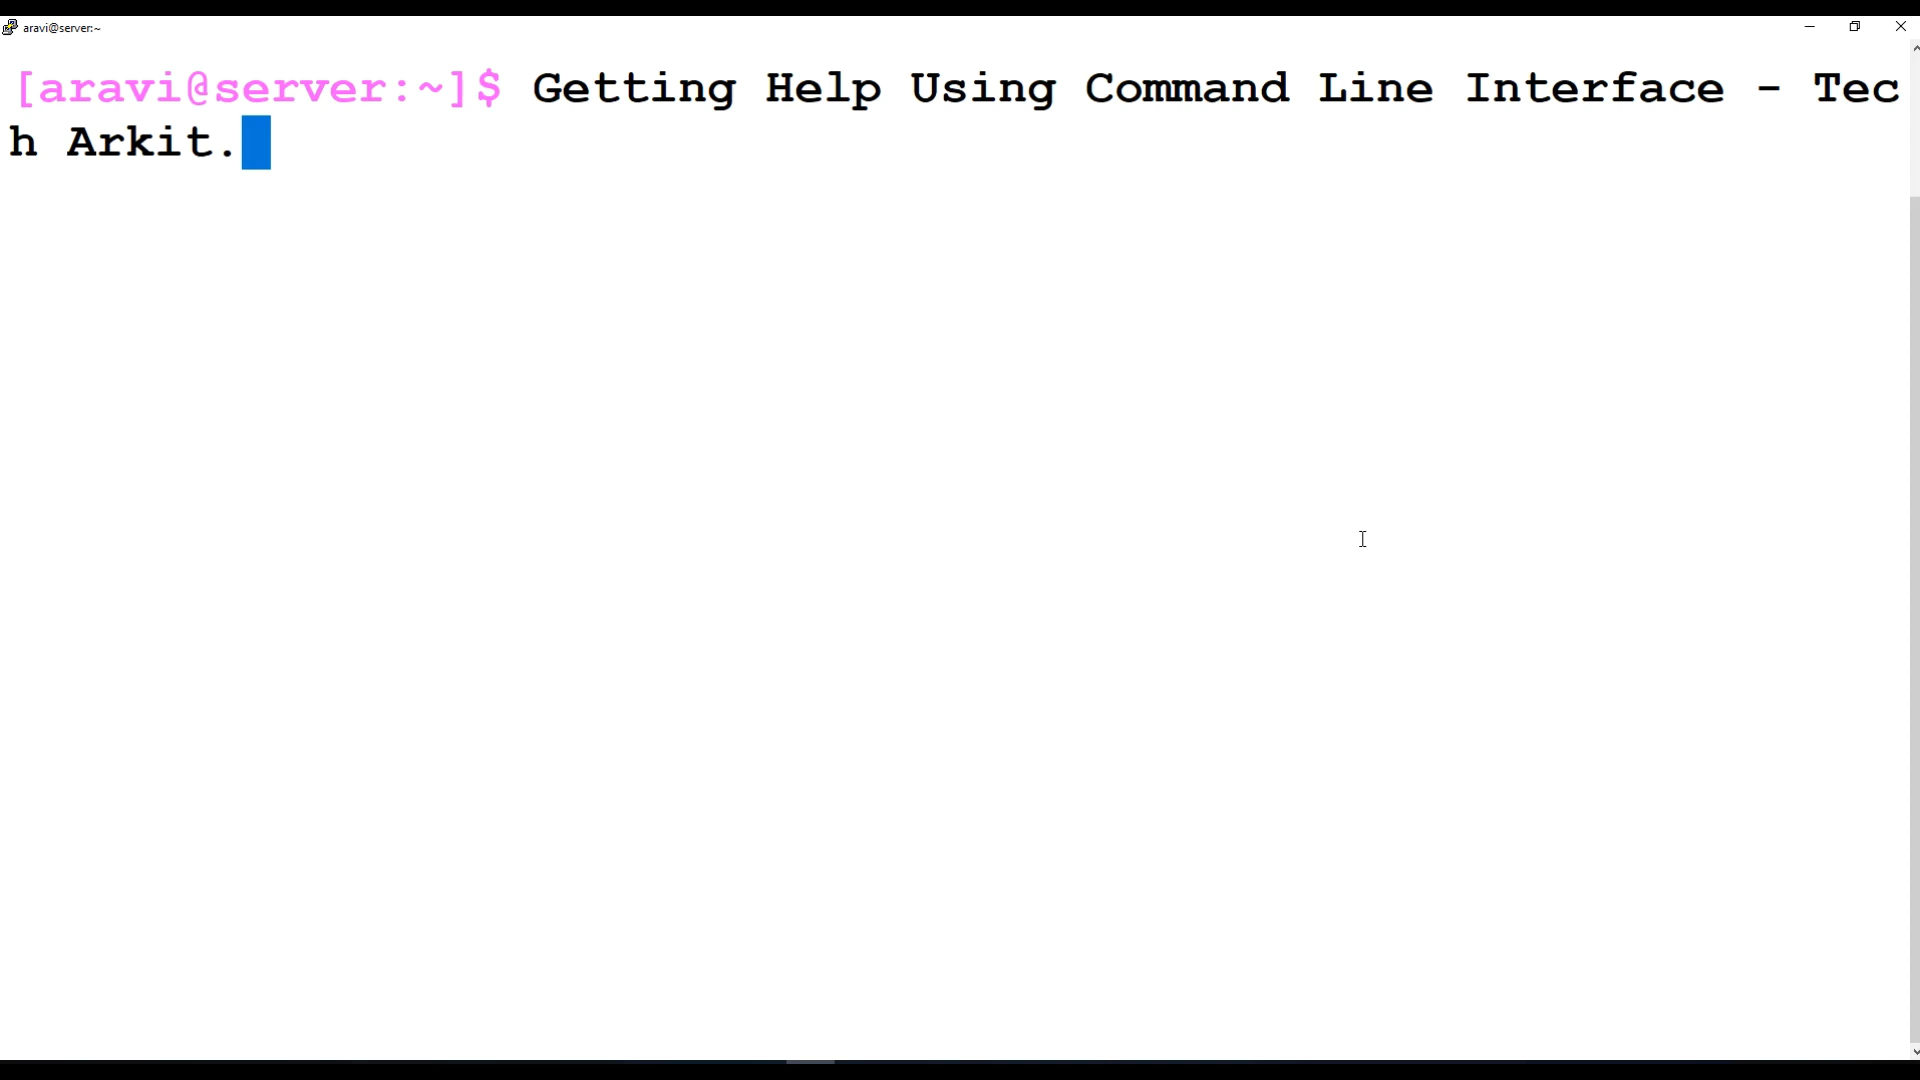 aravi@server:~
[aravi@server:~]$ Getting Help Using Command Line Interface - Tec
h Arkit.